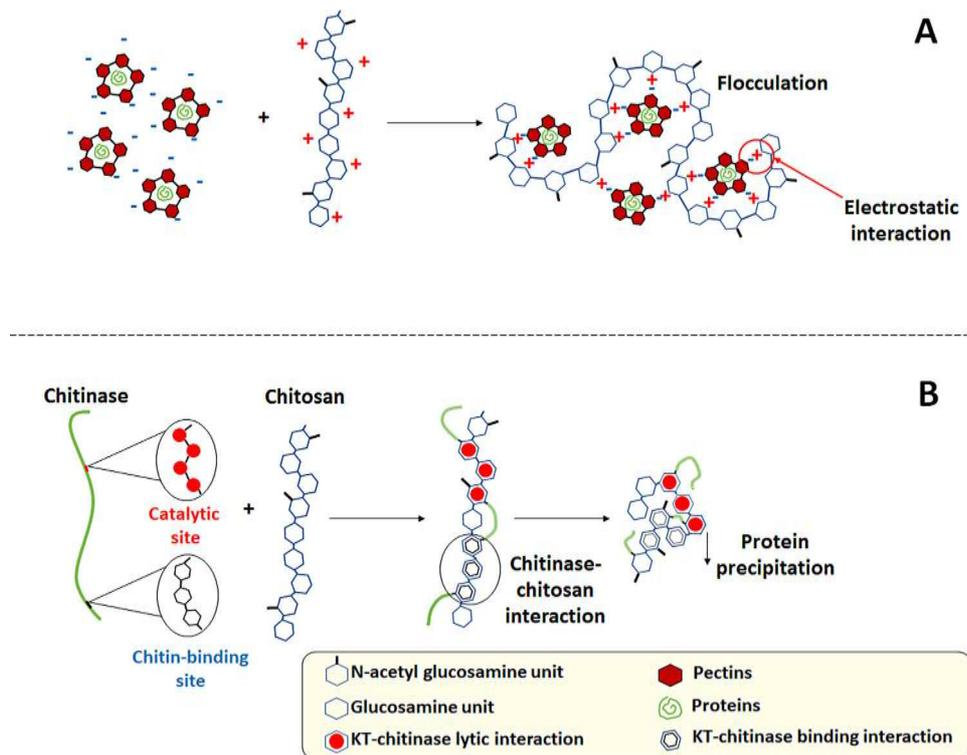 A
Flocculation
+
Electrostatic
interaction
B
Chitinase
Chitosan
+
Catalytic
site
Chitin-binding
site
Chitinase-
chitosan
interaction
Protein
precipitation
N-acetyl glucosamine unit
Pectins
Glucosamine unit
Proteins
KT-chitinase lytic interaction
KT-chitinase binding interaction